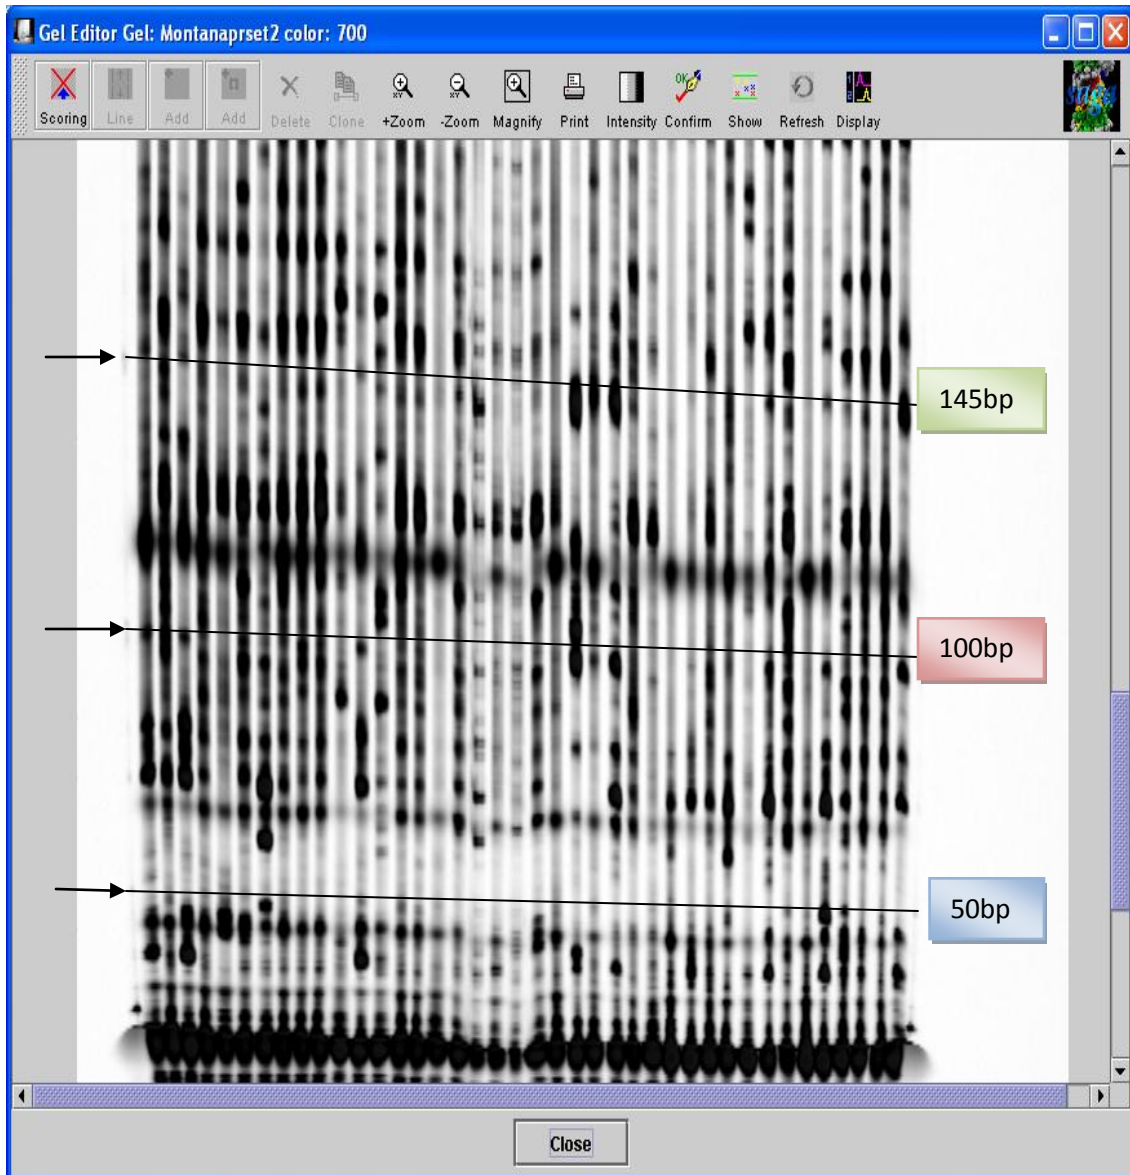 Gel Editor Gel: Montanaprset2 color: 700
Scoring Line Add Add Delete Clone +Zoom -Zoom Magnify Print Intensity Confirm Show Refresh Display
145bp
100bp
50bp
Close